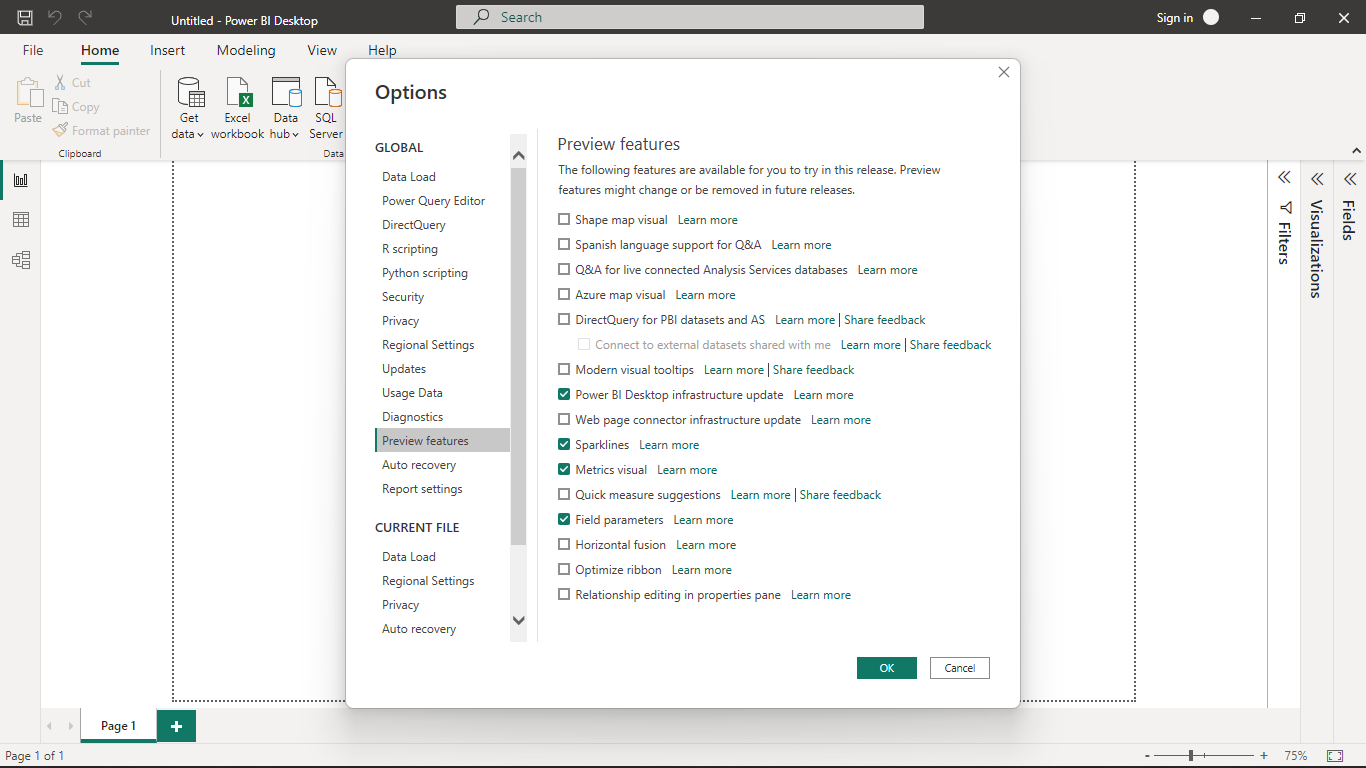 Untitled - Power BI Desktop
Search
Sign in
File
Home
Insert
Modeling
View
Help
Paste
Cut
Copy
Format painter
Clipboard
Get
data
Excel
workbook
Data
hub
SQL
Server
Data
Options
GLOBAL
Data Load
Power Query Editor
DirectQuery
R scripting
Python scripting
Security
Privacy
Regional Settings
Updates
Usage Data
Diagnostics
Preview features
Auto recovery
Report settings
CURRENT FILE
Data Load
Regional Settings
Privacy
Auto recovery
Preview features
The following features are available for you to try in this release. Preview
features might change or be removed in future releases.
Shape map visual Learn more
Spanish language support for Q&A Learn more
Q&A for live connected Analysis Services databases Learn more
Azure map visual Learn more
DirectQuery for PBI datasets and AS Learn more | Share feedback
Connect to external datasets shared with me Learn more | Share feedback
Modern visual tooltips Learn more | Share feedback
Power BI Desktop infrastructure update Learn more
Web page connector infrastructure update Learn more
Sparklines Learn more
Metrics visual Learn more
Quick measure suggestions Learn more | Share feedback
Field parameters Learn more
Horizontal fusion Learn more
Optimize ribbon Learn more
Relationship editing in properties pane Learn more
OK
Cancel
Filters
Visualizations
Fields
Page 1
Page 1 of 1
- + 75%